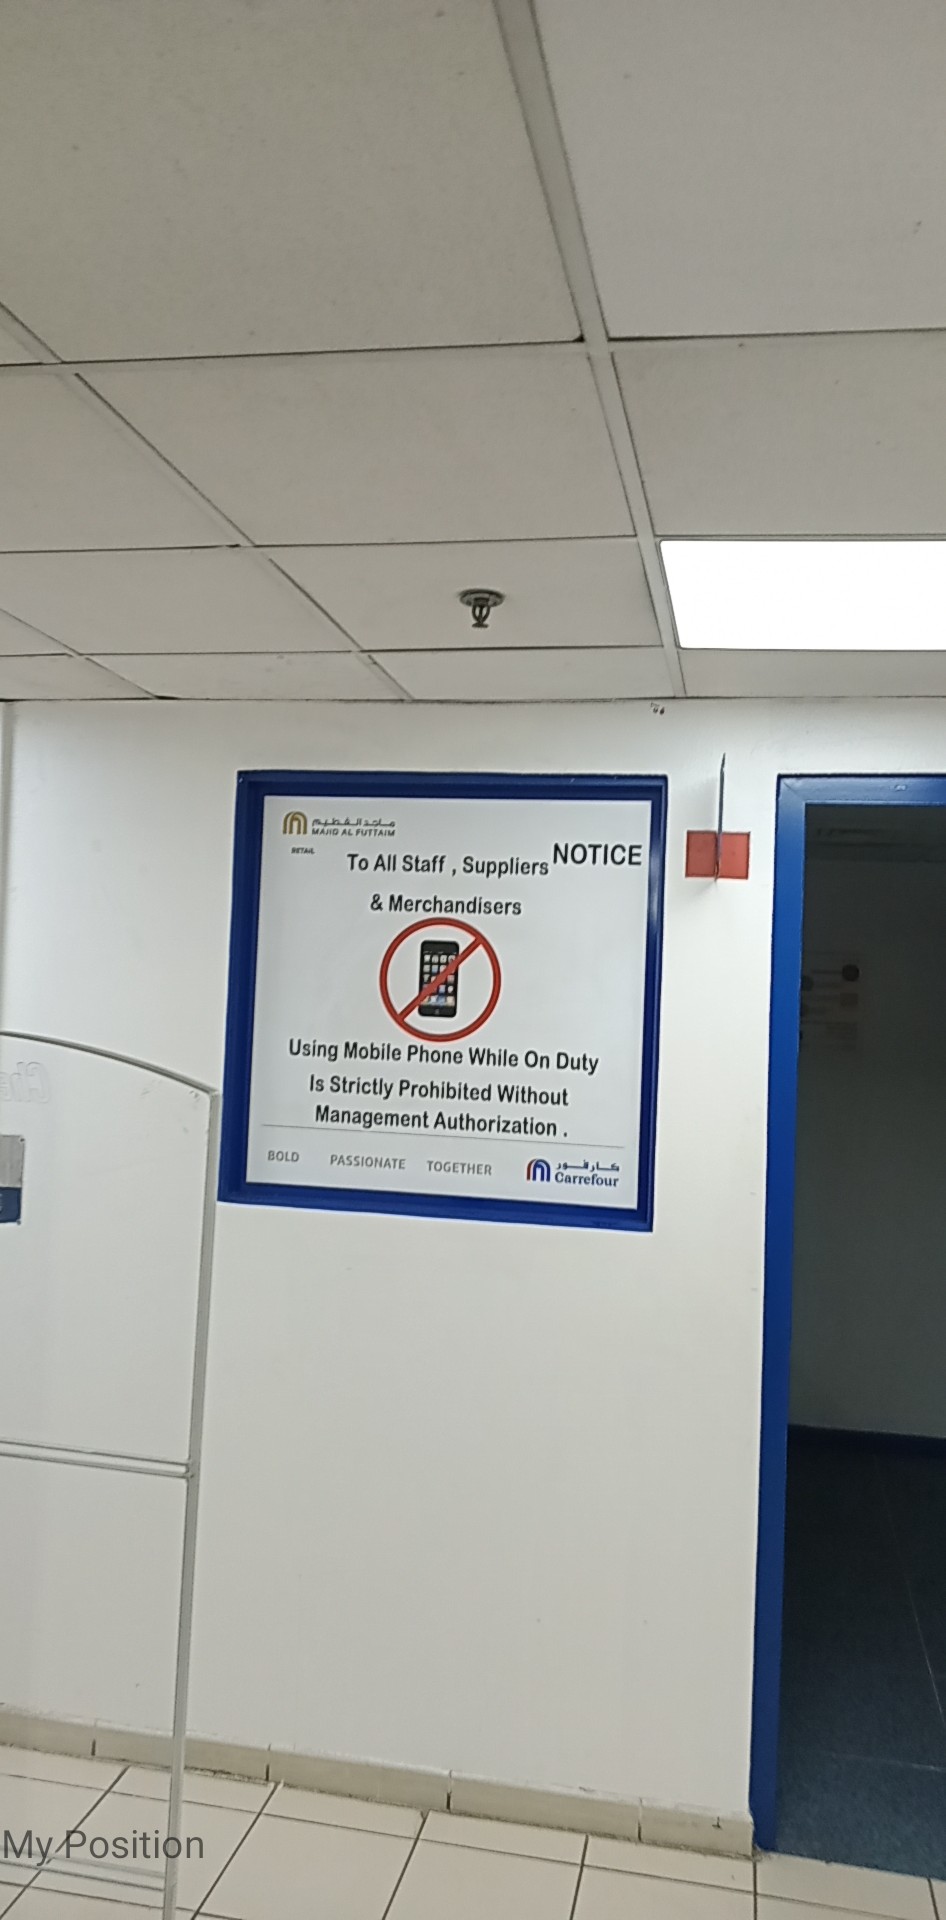 ماجد الفطيم
MAJID AL FUTTAIM
RETAIL
NOTICE
To All Staff , Suppliers
& Merchandisers
Using Mobile Phone While On Duty
Is Strictly Prohibited Without
Management Authorization .
BOLD PASSIONATE TOGETHER
كارفور
Carrefour
My Position